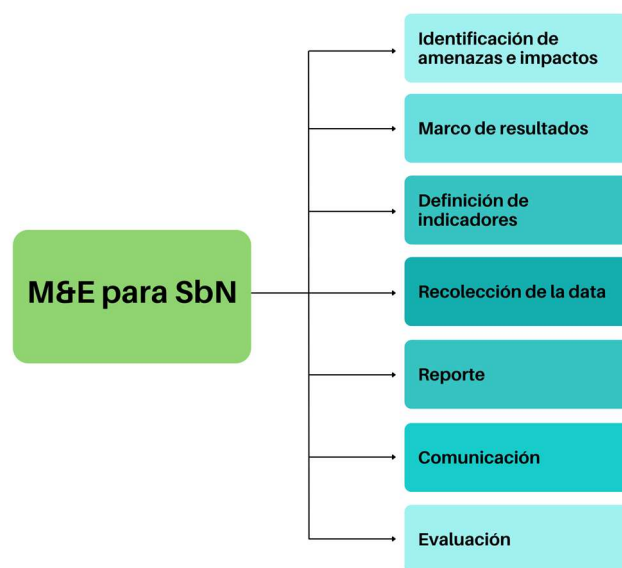 M&E para SbN
Identificación de
amenazas e impactos
Marco de resultados
Definición de
indicadores
Recolección de la data
Reporte
Comunicación
Evaluación